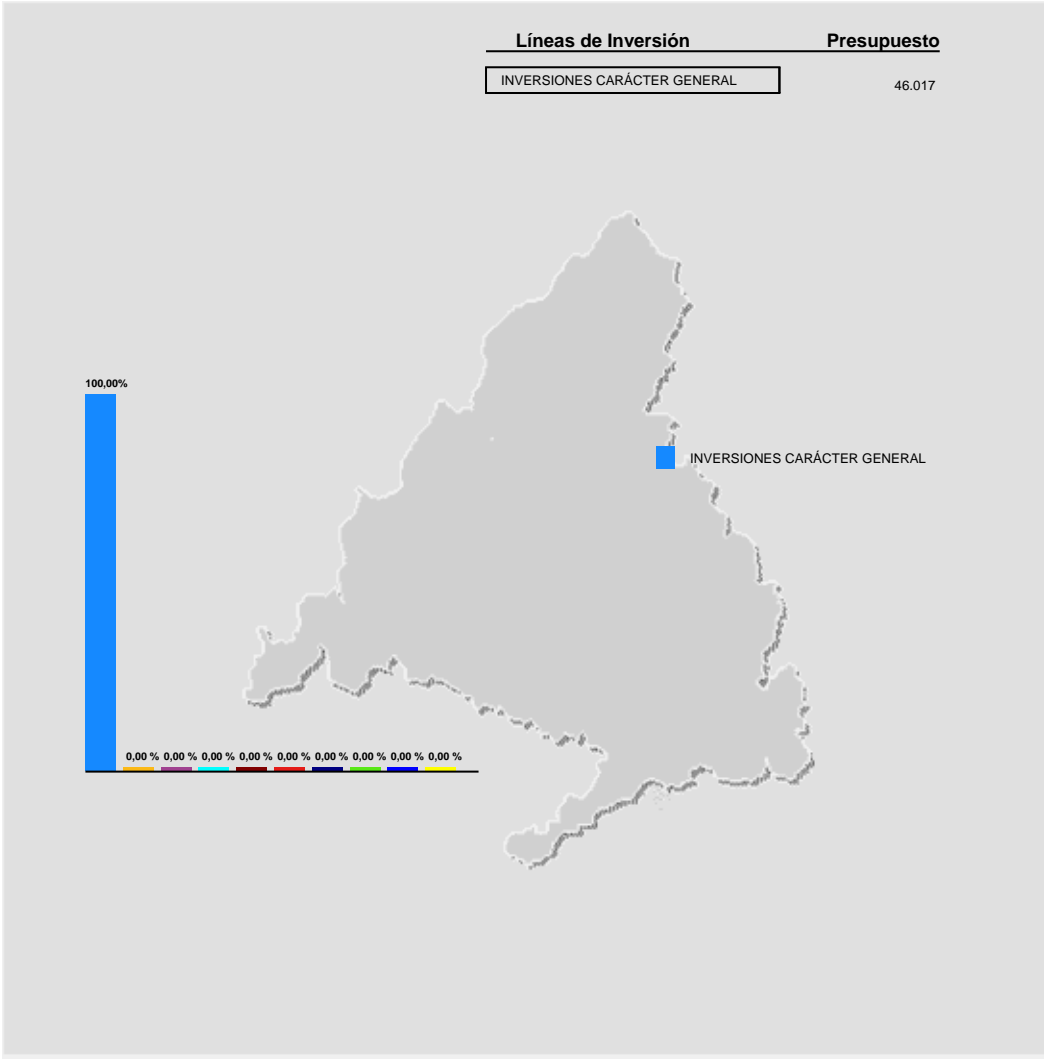 Líneas de Inversión Presupuesto
INVERSIONES CARÁCTER GENERAL 46.017
100,00%
INVERSIONES CARÁCTER GENERAL
0,00 % 0,00 % 0,00 % 0,00 % 0,00 % 0,00 % 0,00 % 0,00 % 0,00 %